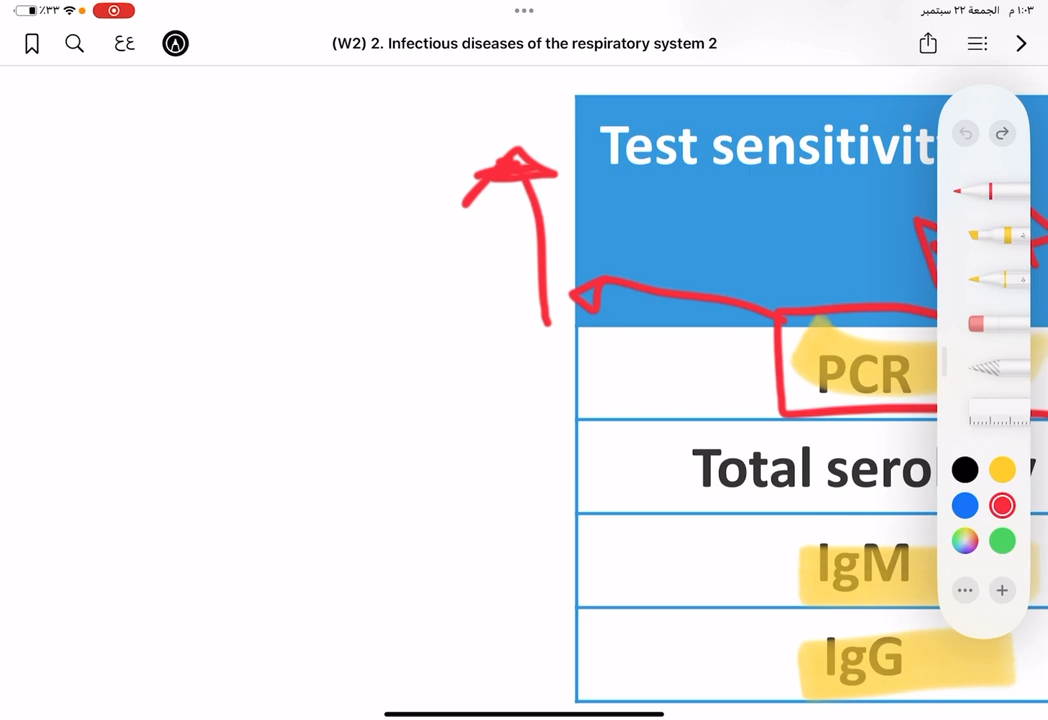 ٪٣٣ ١:٠٣ م الجمعة ٢٢ سبتمبر
عع (W2) 2. Infectious diseases of the respiratory system 2
Test sensitivit
PCR
Total sero
IgM
IgG